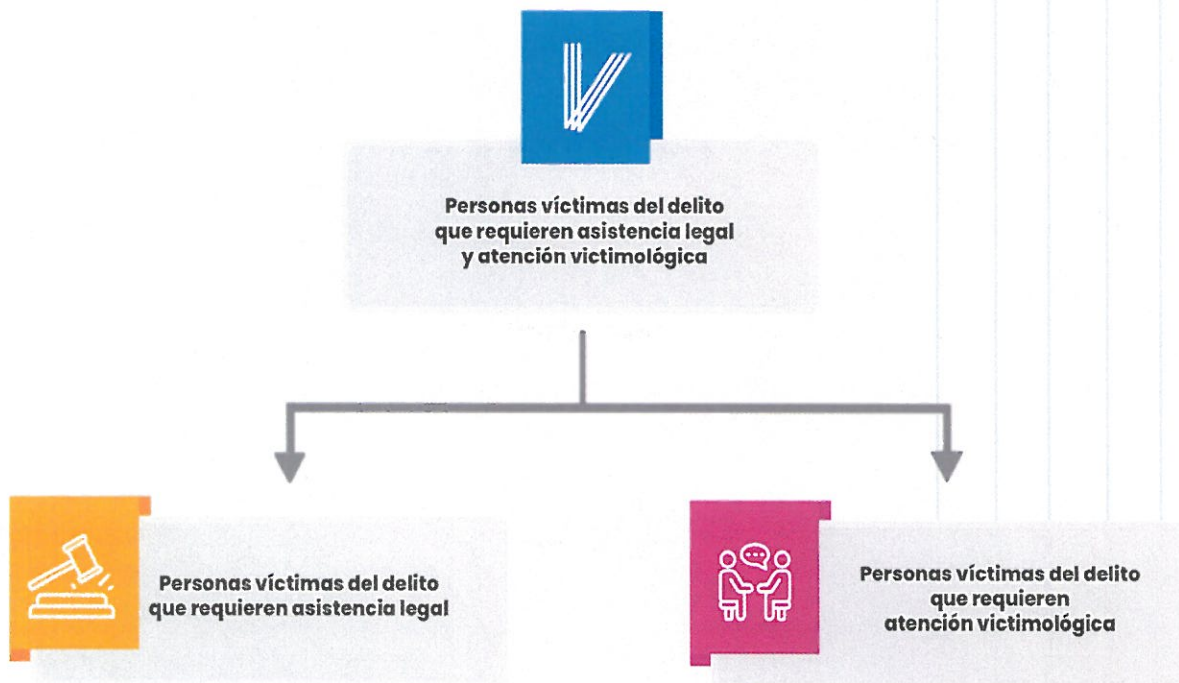 Personas víctimas del delito
que requieren asistencia legal
y atención victimológica
Personas víctimas del delito
que requieren asistencia legal
Personas víctimas del delito
que requieren
atención victimológica